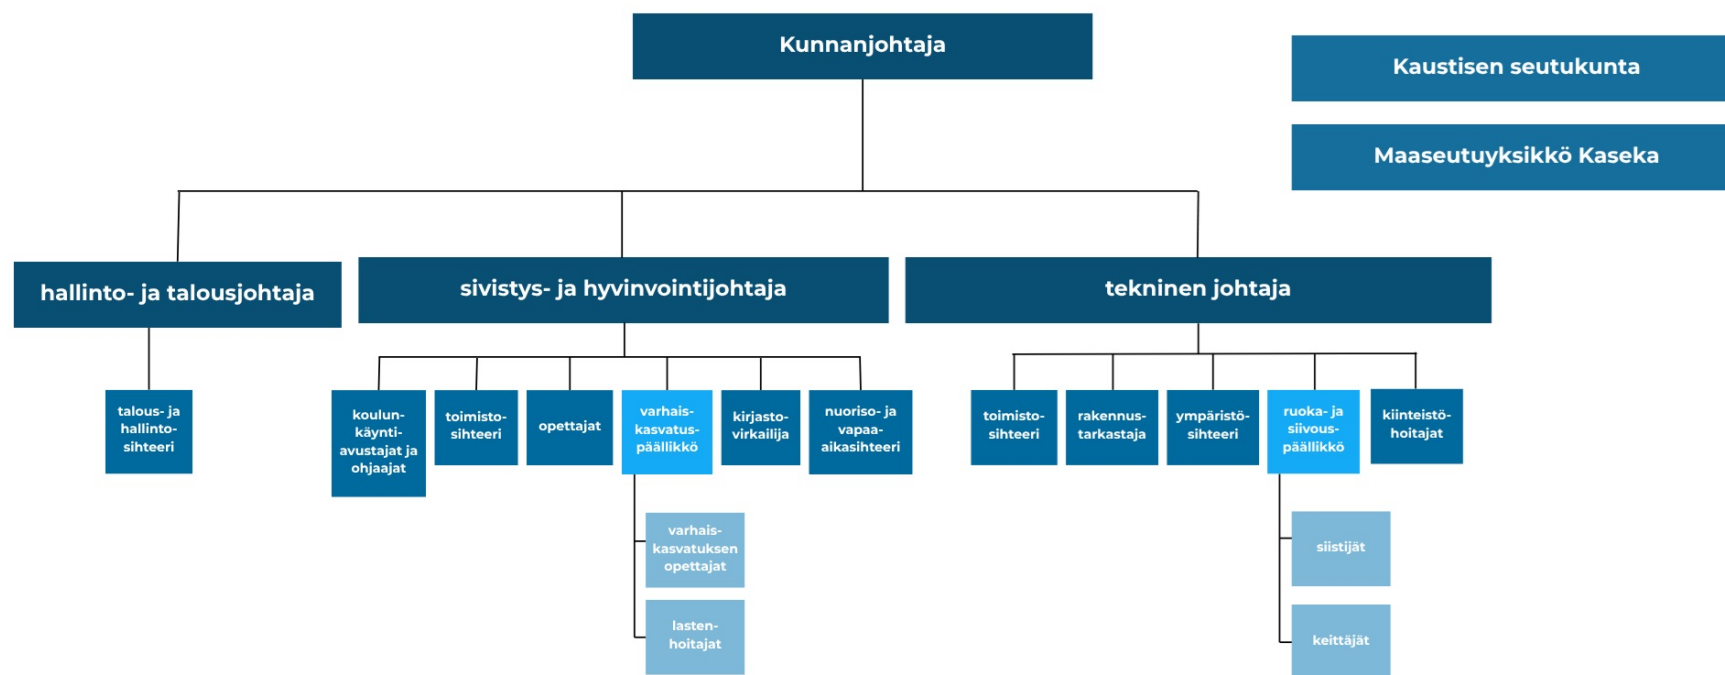 Kunnanjohtaja
Kaustisen seutukunta
Maaseutuyksikkö Kaseka
hallinto- ja talousjohtaja
sivistys- ja hyvinvointijohtaja
tekninen johtaja
talous- ja
hallinto-
sihteeri
koulun-
käynti-
avustajat ja
ohjaajat
toimisto-
sihteeri
opettajat
varhais-
kasvatus-
päällikkö
kirjasto-
virkailija
nuoriso- ja
vapaa-
aikasihteeri
toimisto-
sihteeri
rakennus-
tarkastaja
ympäristö-
sihteeri
ruoka- ja
siivous-
päällikkö
kiinteistö-
hoitajat
varhais-
kasvatuksen
opettajat
lasten-
hoitajat
siistijät
keittäjät